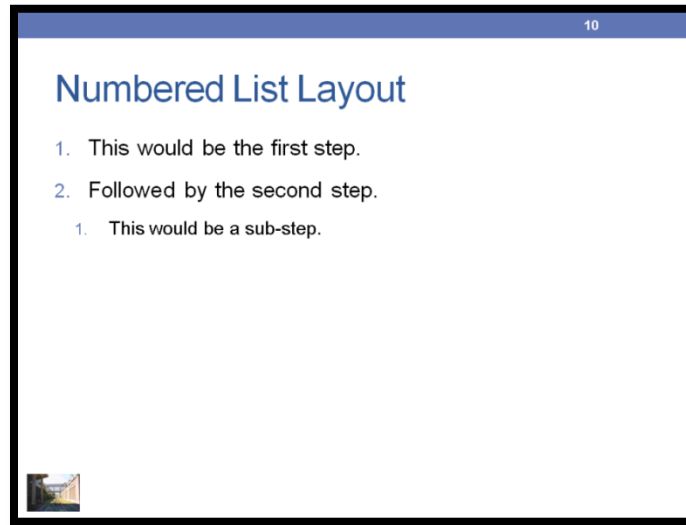 10
Numbered List Layout
1. This would be the first step.
2. Followed by the second step.
1. This would be a sub-step.